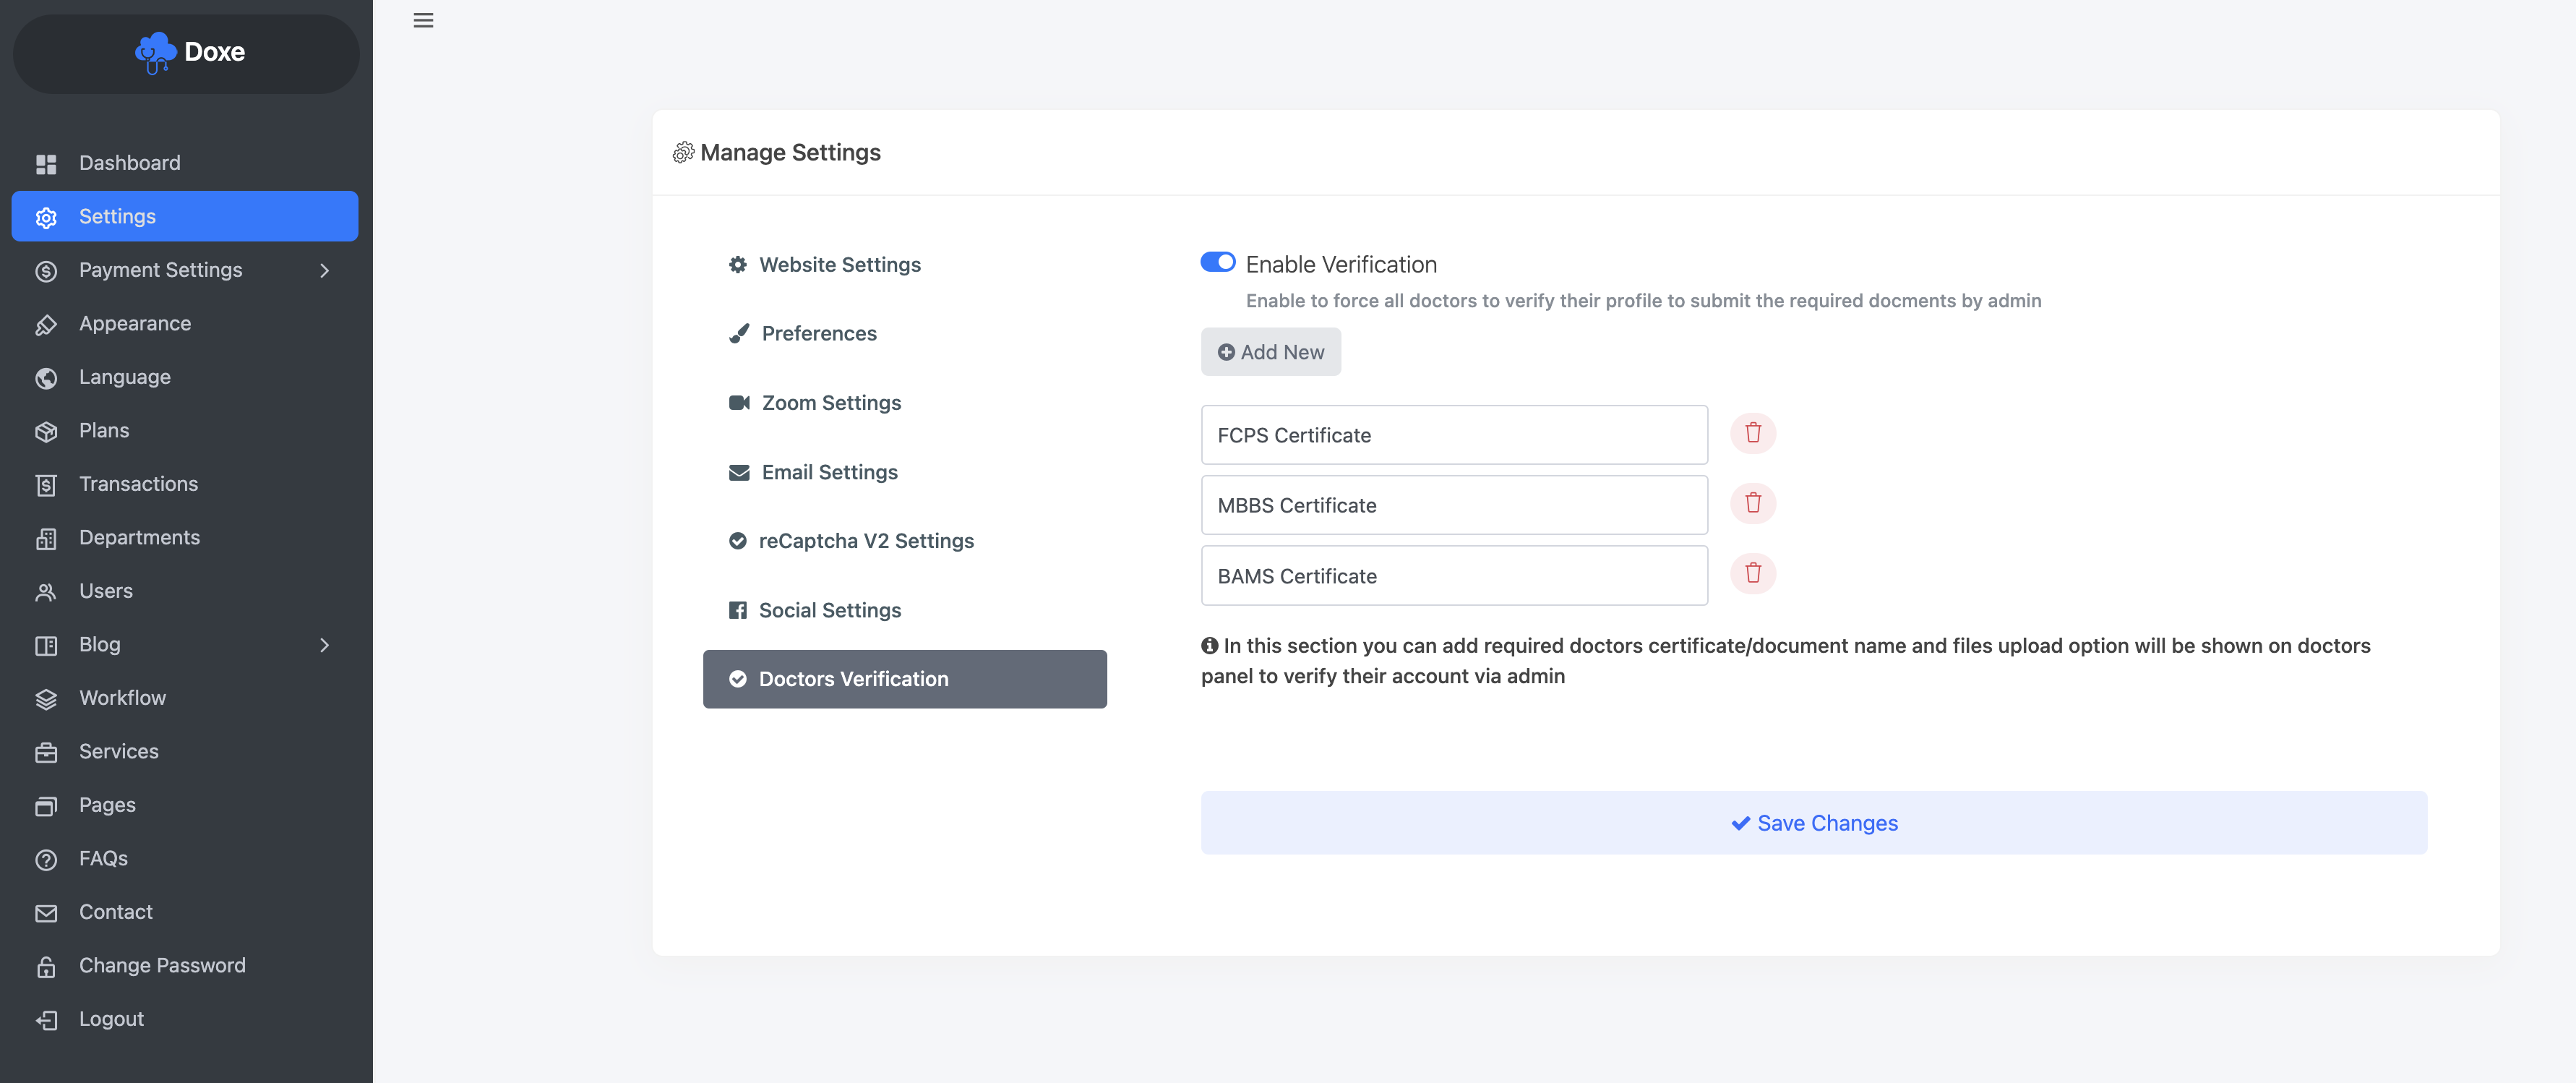 Doxe
Dashboard
Settings
Payment Settings
Appearance
Language
Plans
Transactions
Departments
Users
Blog
Workflow
Services
Pages
FAQs
Contact
Change Password
Logout
Manage Settings
Website Settings
Preferences
Zoom Settings
Email Settings
reCaptcha V2 Settings
Social Settings
Doctors Verification
Enable Verification
Enable to force all doctors to verify their profile to submit the required docments by admin
Add New
FCPS Certificate
MBBS Certificate
BAMS Certificate
In this section you can add required doctors certificate/document name and files upload option will be shown on doctors
panel to verify their account via admin
Save Changes